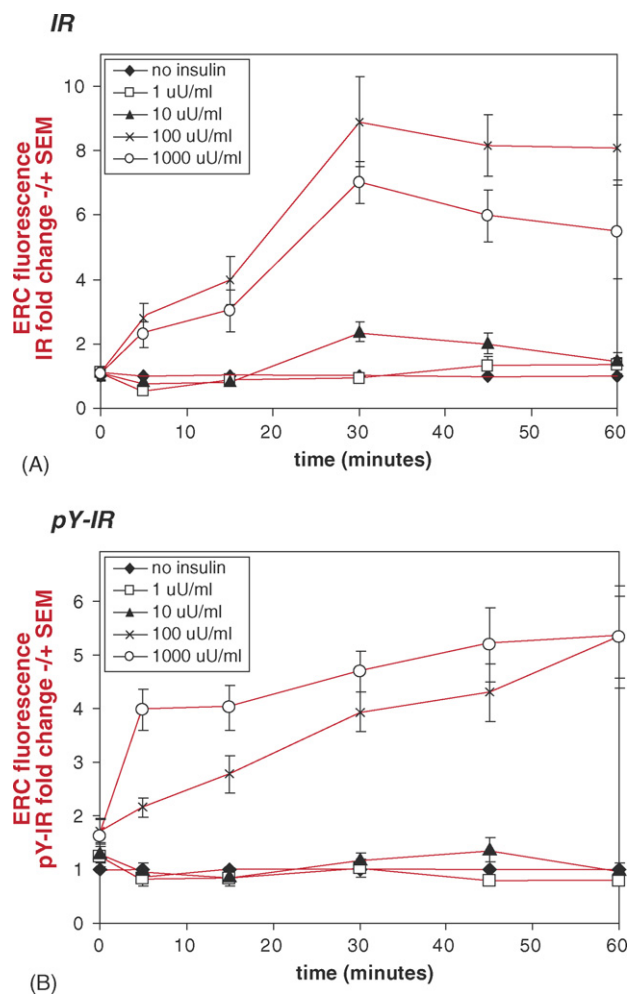 IR
no insulin
1 uU/ml
10 uU/ml
100 uU/ml
1000 uU/ml
ERC fluorescence
IR fold change -/+ SEM
10
8
6
4
2
0
0 10 20 30 40 50 60
time (minutes)
(A)
pY-IR
no insulin
1 uU/ml
10 uU/ml
100 uU/ml
1000 uU/ml
ERC fluorescence
pY-IR fold change -/+ SEM
6
5
4
3
2
1
0
0 10 20 30 40 50 60
time (minutes)
(B)